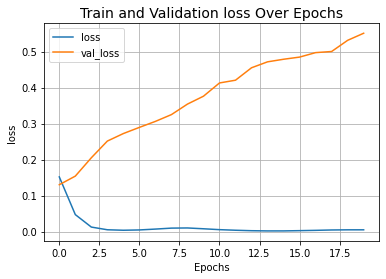 Train and Validation loss Over Epochs
loss
val_loss
loss
0.5
0.4
0.3
0.2
0.1
0.0
0.0 2.5 5.0 7.5 10.0 12.5 15.0 17.5
Epochs